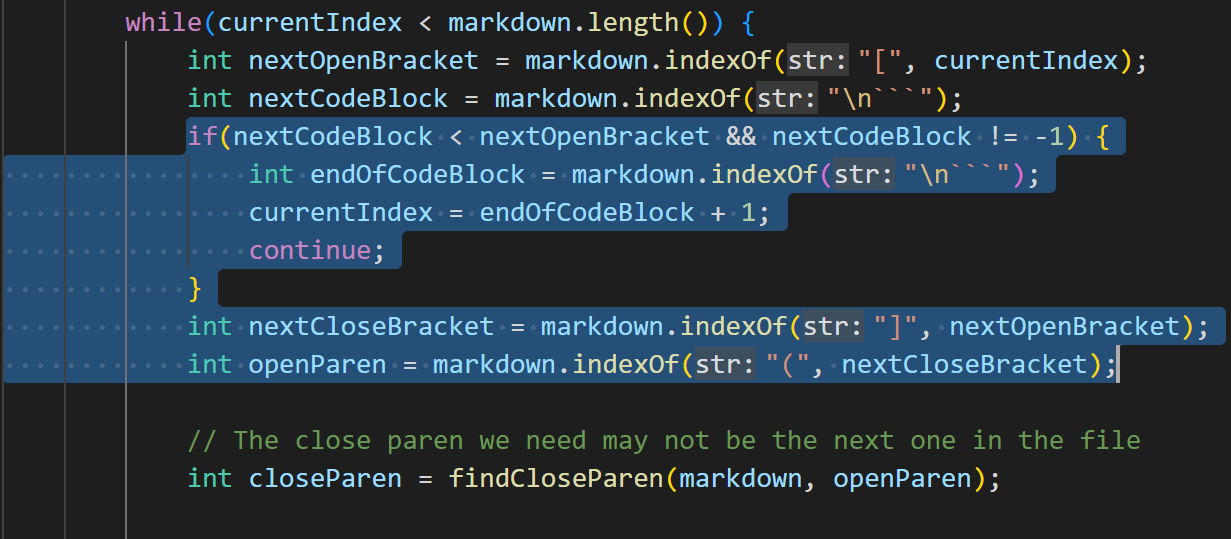 while(currentIndex < markdown.length()) {
int nextOpenBracket = markdown.indexOf(str: "[", currentIndex);
int nextCodeBlock = markdown.indexOf(str: "\n```");
if(nextCodeBlock < nextOpenBracket && nextCodeBlock != -1) {
int endOfCodeBlock = markdown.indexOf(str: "\n```");
currentIndex = endOfCodeBlock + 1;
continue;
}
int nextCloseBracket = markdown.indexOf(str: "]", nextOpenBracket);
int openParen = markdown.indexOf(str: "(", nextCloseBracket);
// The close paren we need may not be the next one in the file
int closeParen = findCloseParen(markdown, openParen);